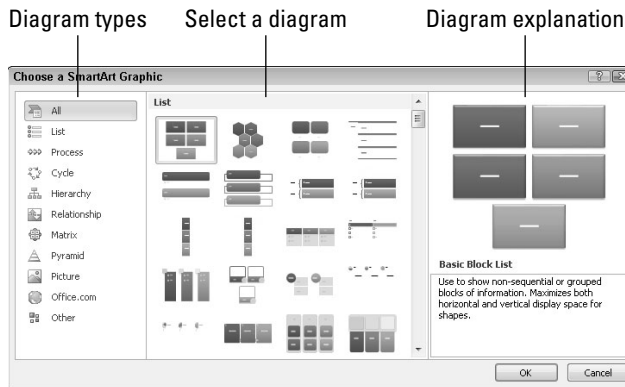 Diagram types Select a diagram Diagram explanation
Choose a SmartArt Graphic
All
List
Process
Cycle
Hierarchy
Relationship
Matrix
Pyramid
Picture
Office.com
Other
List
Basic Block List
Use to show non-sequential or grouped
blocks of information. Maximizes both
horizontal and vertical display space for
shapes.
OK Cancel